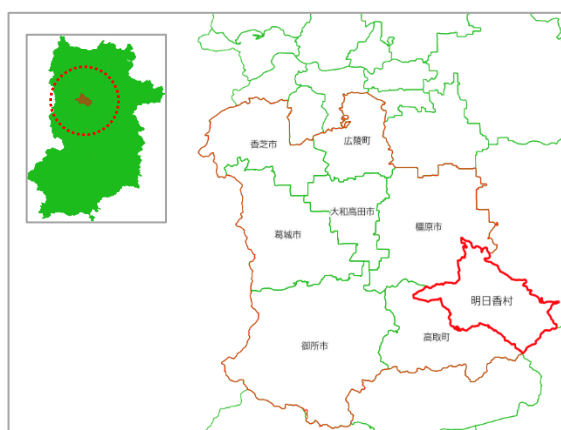 香芝市
広陵町
大和高田市
葛城市
橿原市
明日香村
御所市
高取町